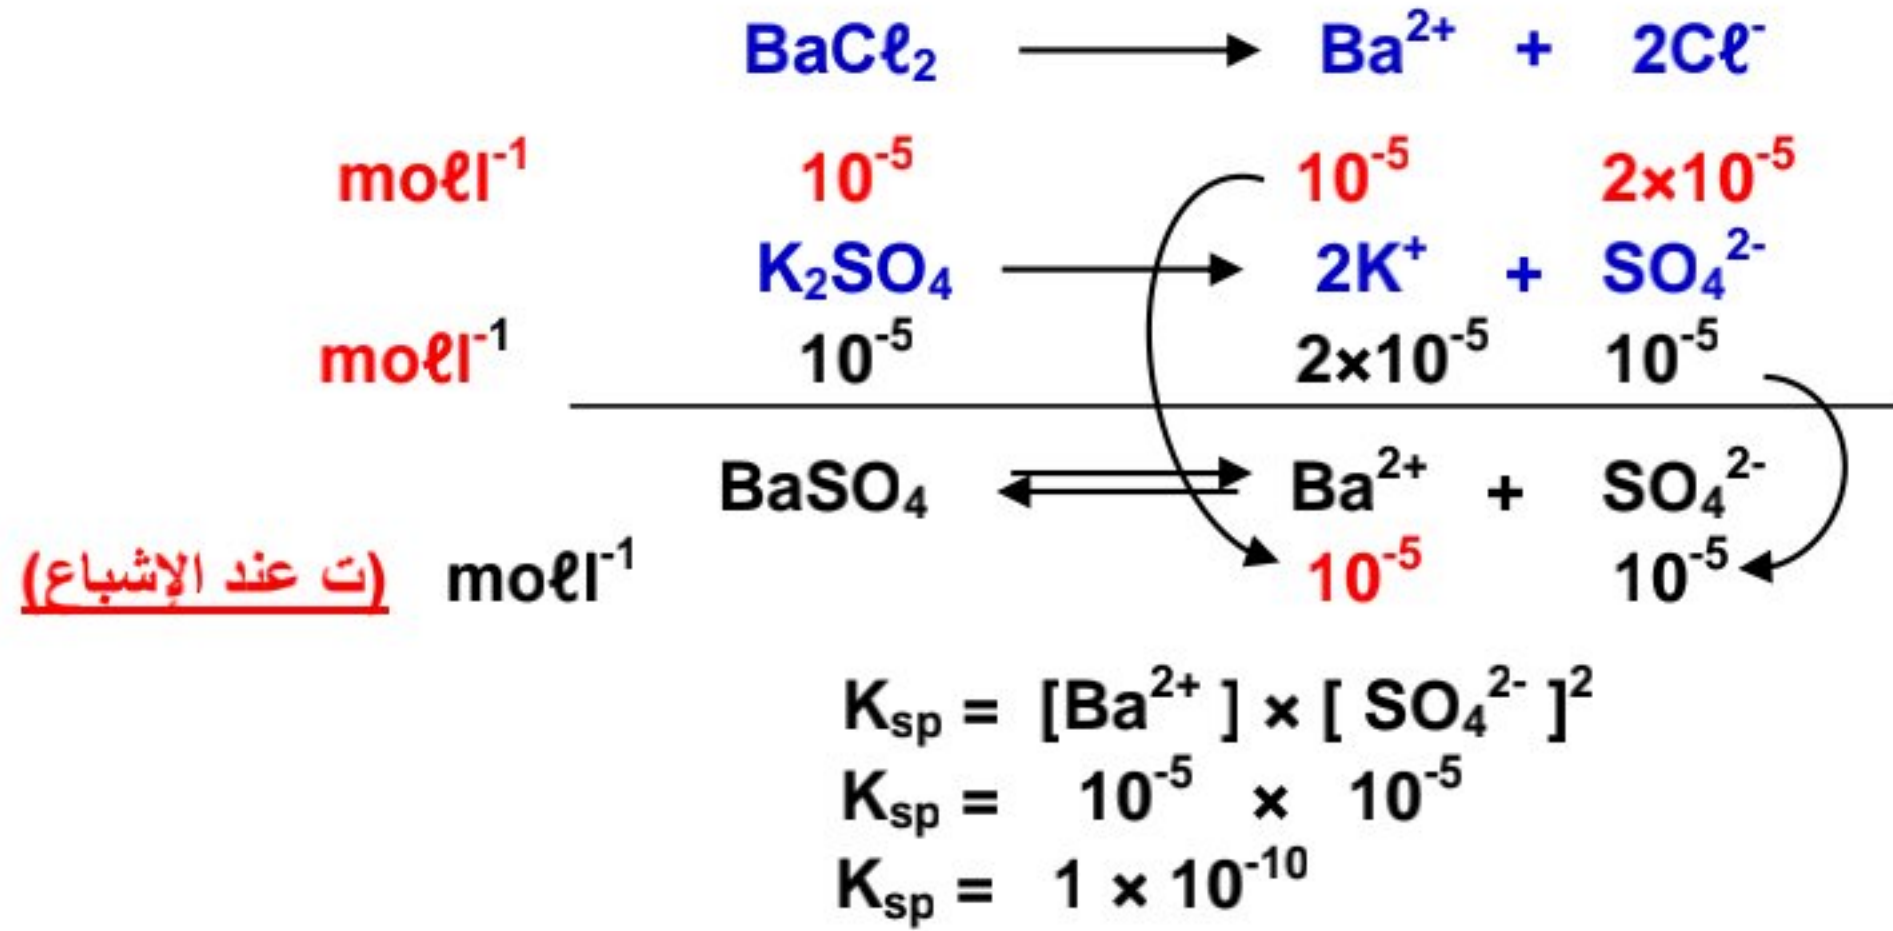 BaCℓ₂ ⟶ Ba²⁺ + 2Cℓ⁻
moℓl⁻¹ 10⁻⁵ 10⁻⁵ 2×10⁻⁵
K₂SO₄ ⟶ 2K⁺ + SO₄²⁻
moℓl⁻¹ 10⁻⁵ 2×10⁻⁵ 10⁻⁵
BaSO₄ ⇌ Ba²⁺ + SO₄²⁻
(ت عند الإشباع) moℓl⁻¹ 10⁻⁵ 10⁻⁵
Kₛₚ = [Ba²⁺ ] × [ SO₄²⁻ ]²
Kₛₚ = 10⁻⁵ × 10⁻⁵
Kₛₚ = 1 × 10⁻¹⁰